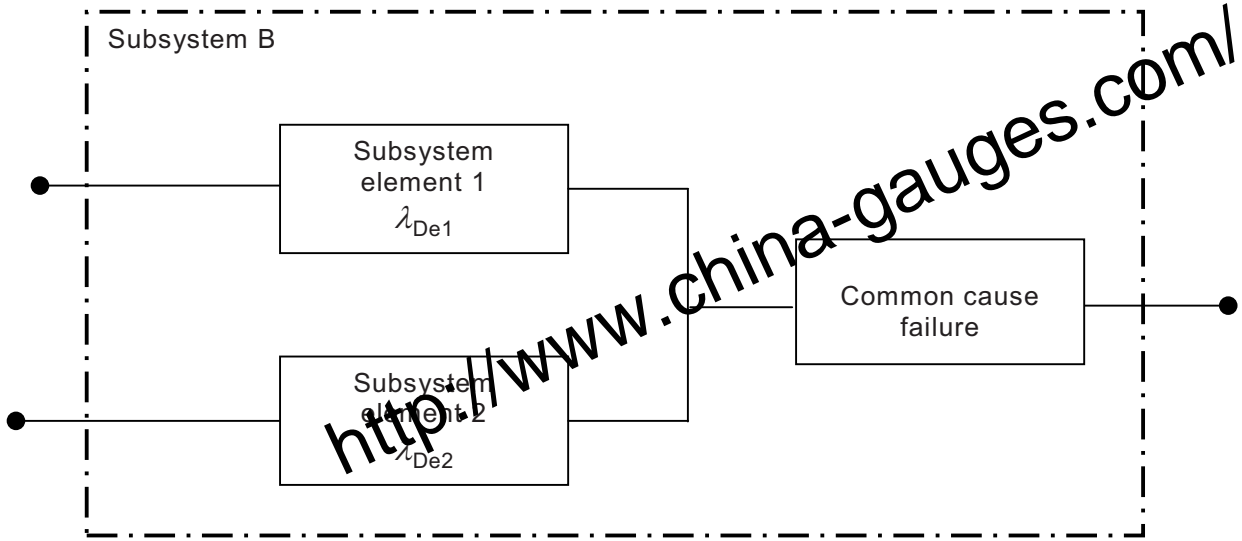 Subsystem B
Subsystem
element 1
λDe1
Subsystem
element 2
λDe2
Common cause
failure
http://www.china-gauges.com/